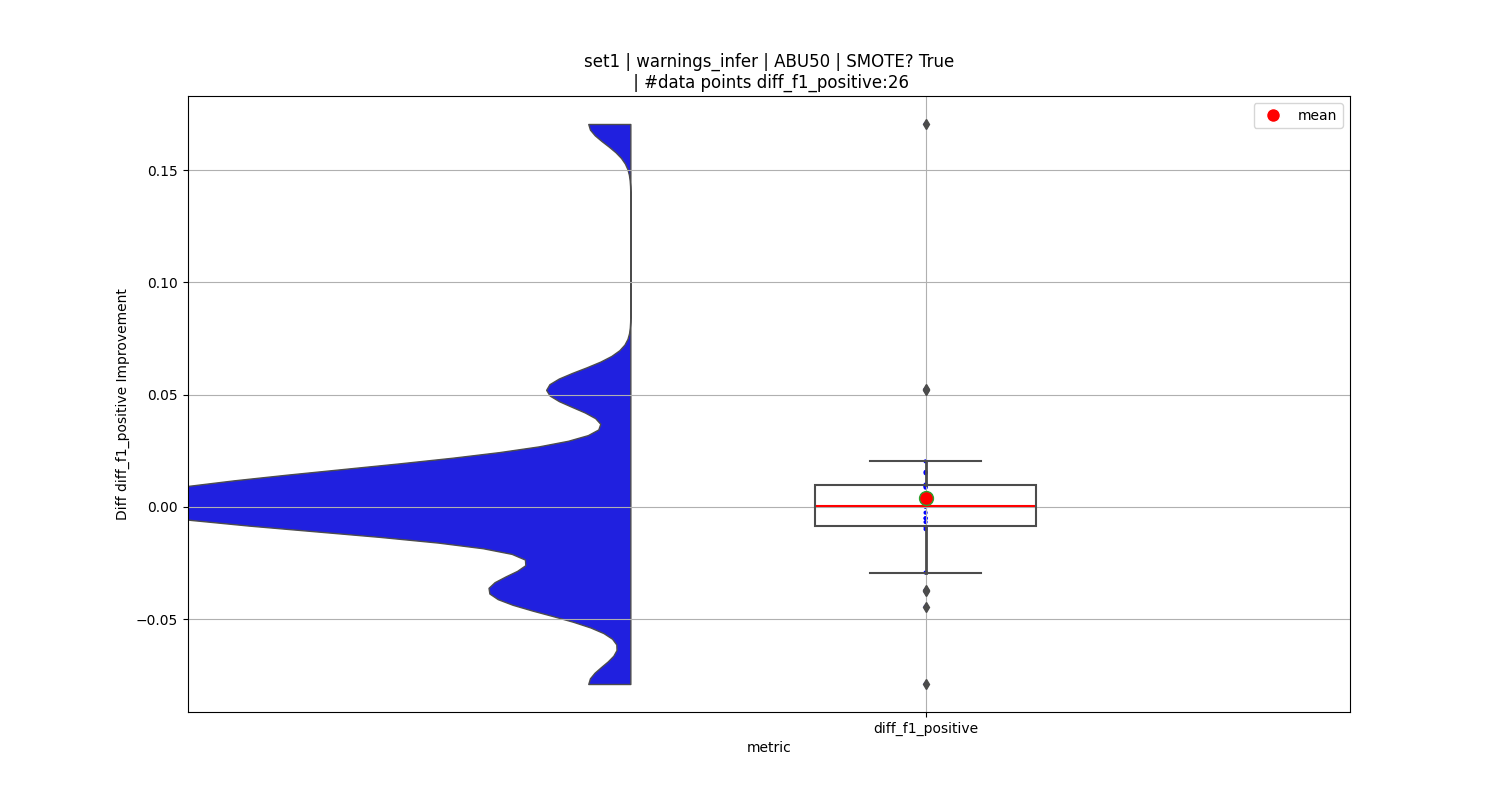 set1 | warnings_infer | ABU50 | SMOTE? True
| #data points diff_f1_positive:26
mean
0.15
0.10
0.05
0.00
−0.05
Diff diff_f1_positive Improvement
diff_f1_positive
metric